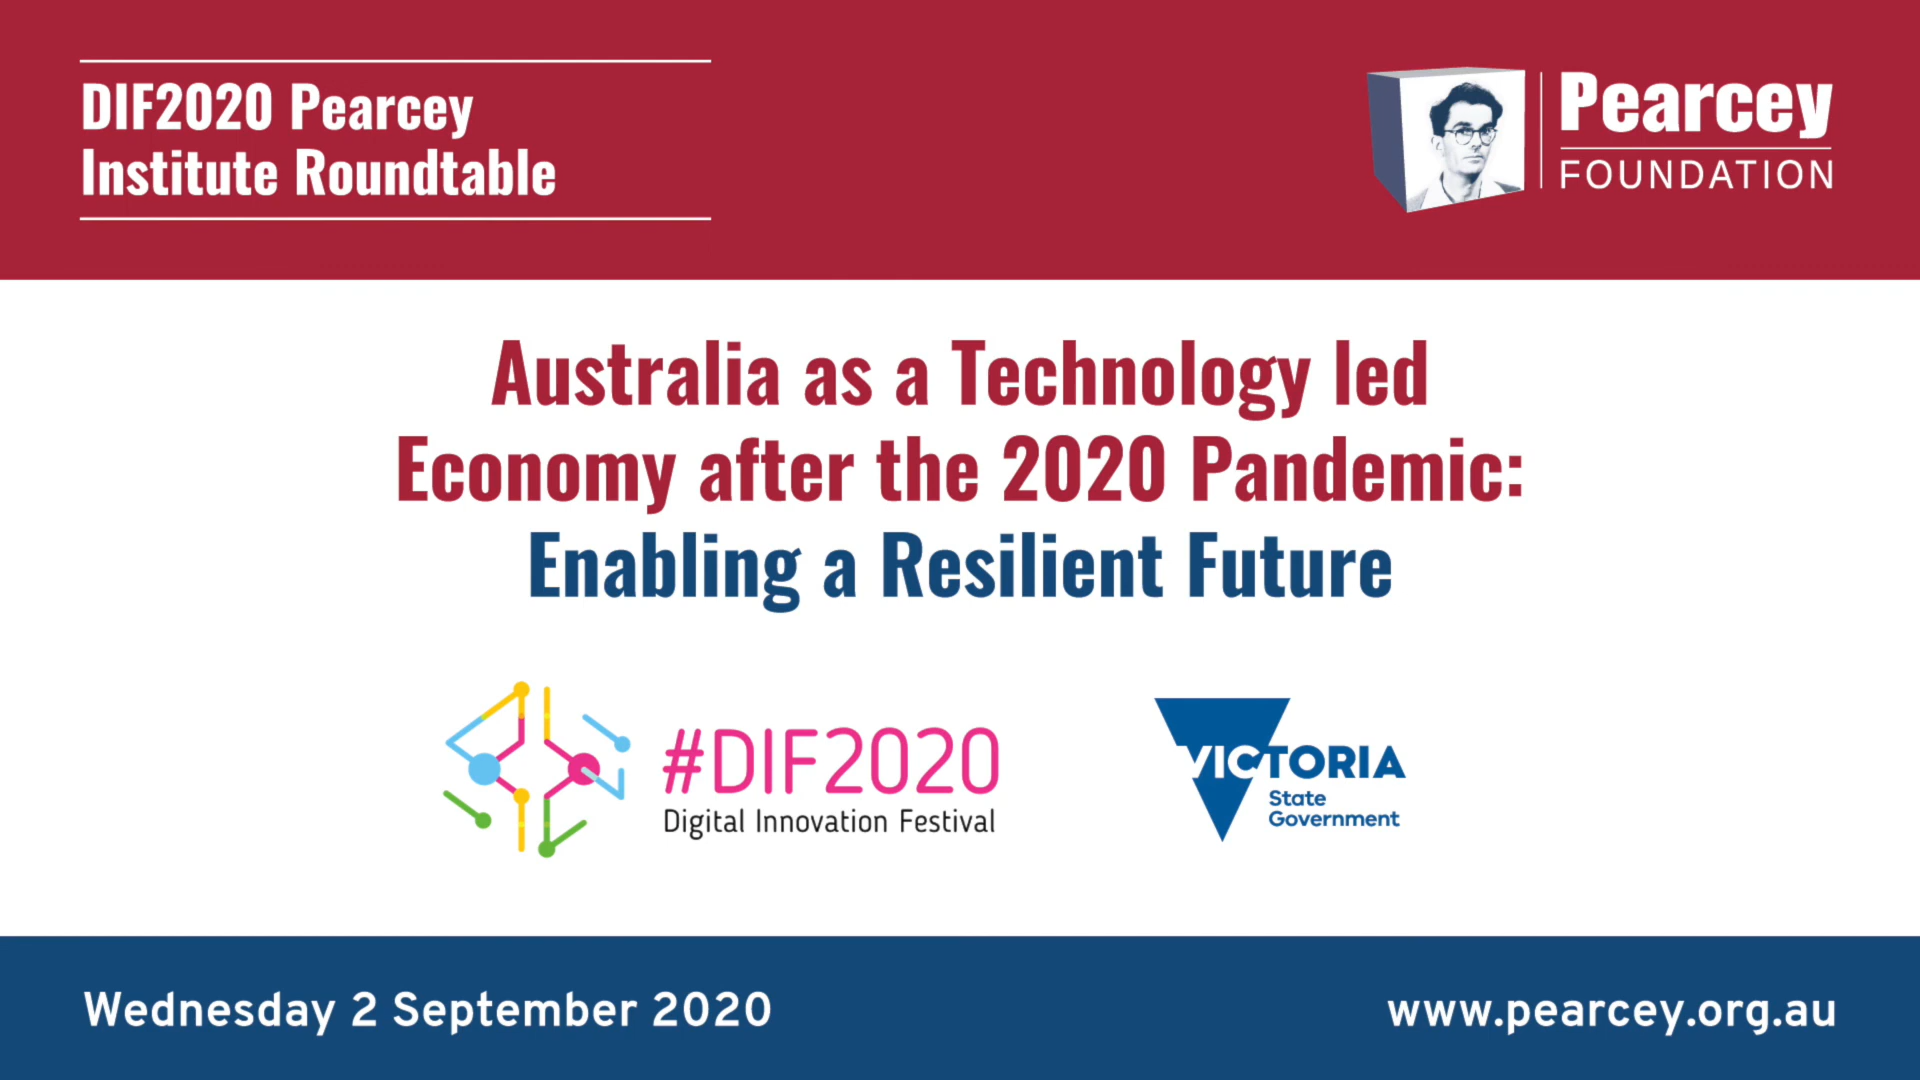 DIF2020 Pearcey
Institute Roundtable
Pearcey
FOUNDATION
Australia as a Technology led
Economy after the 2020 Pandemic:
Enabling a Resilient Future
#DIF2020
Digital Innovation Festival
VICTORIA
State
Government
Wednesday 2 September 2020
www.pearcey.org.au